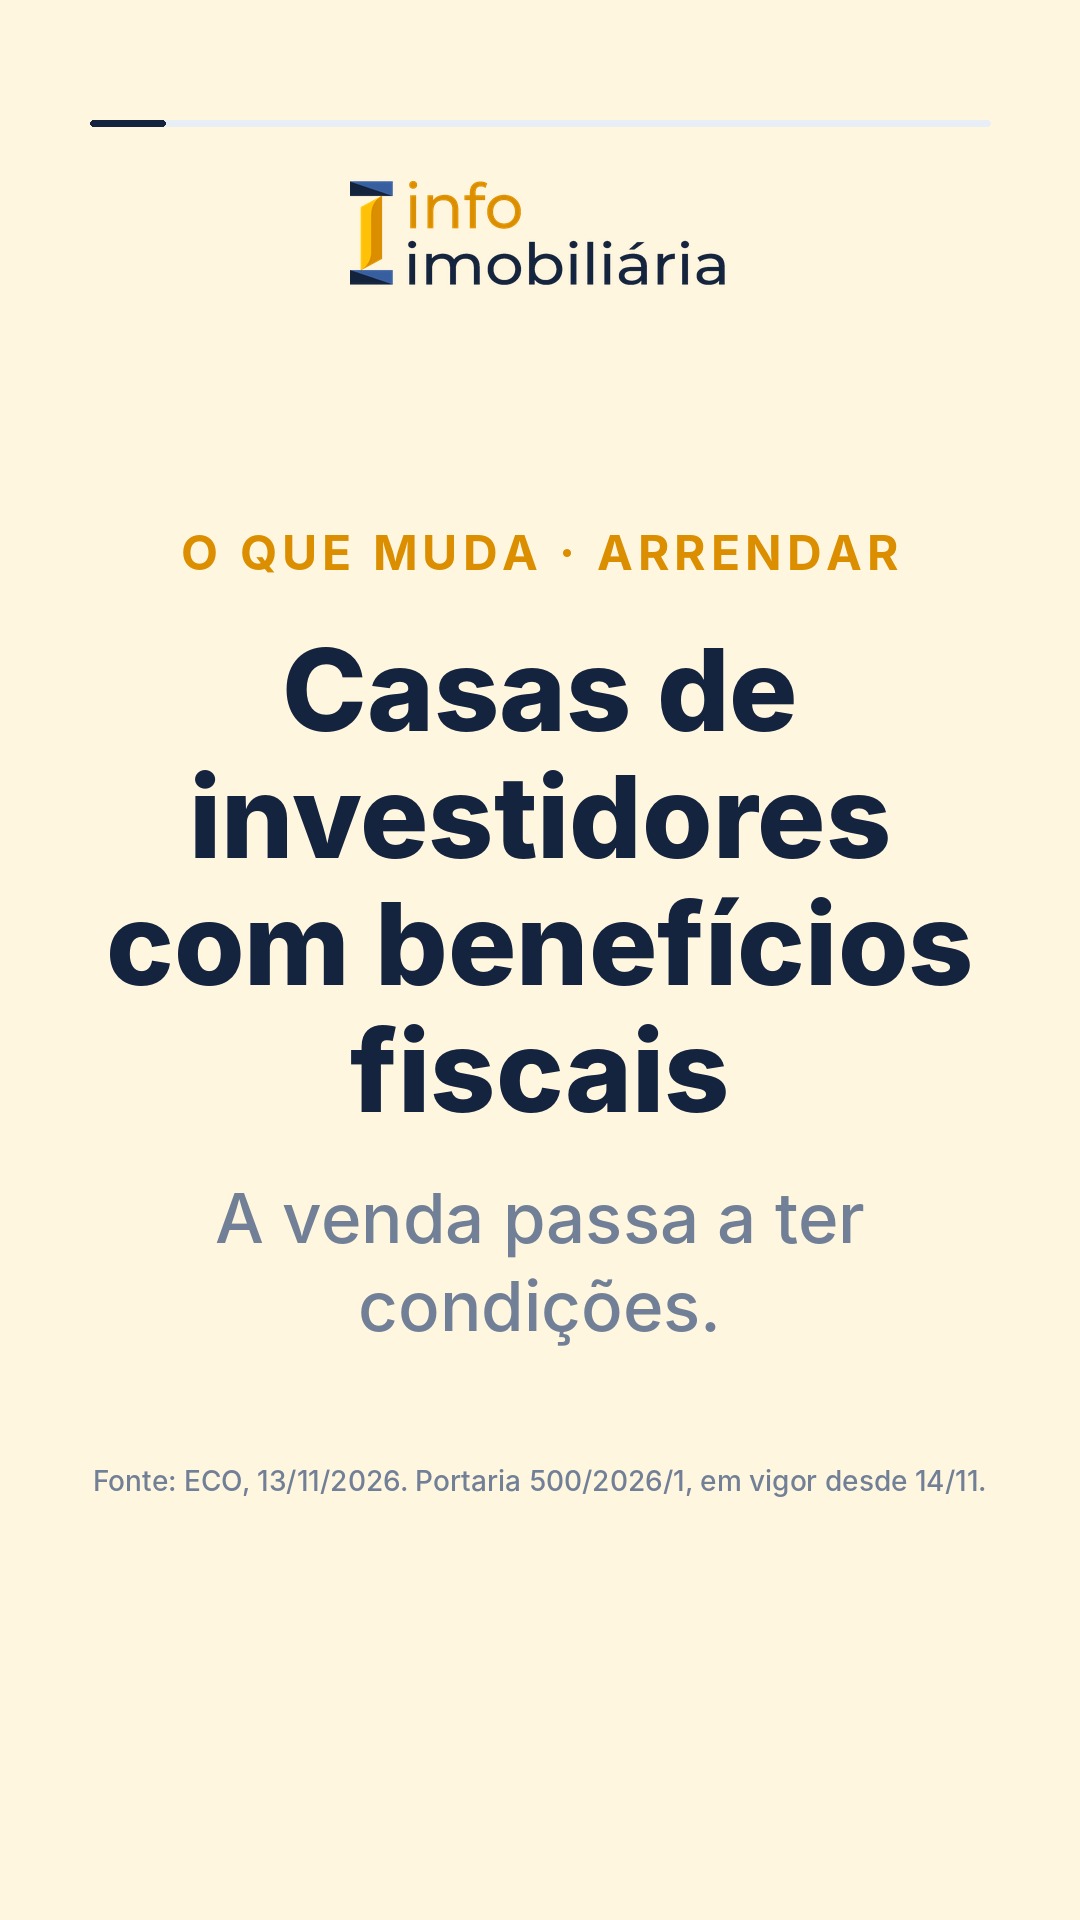 info
imobiliária
O QUE MUDA · ARRENDAR
Casas de
investidores
com benefícios
fiscais
A venda passa a ter
condições.
Fonte: ECO, 13/11/2026. Portaria 500/2026/1, em vigor desde 14/11.